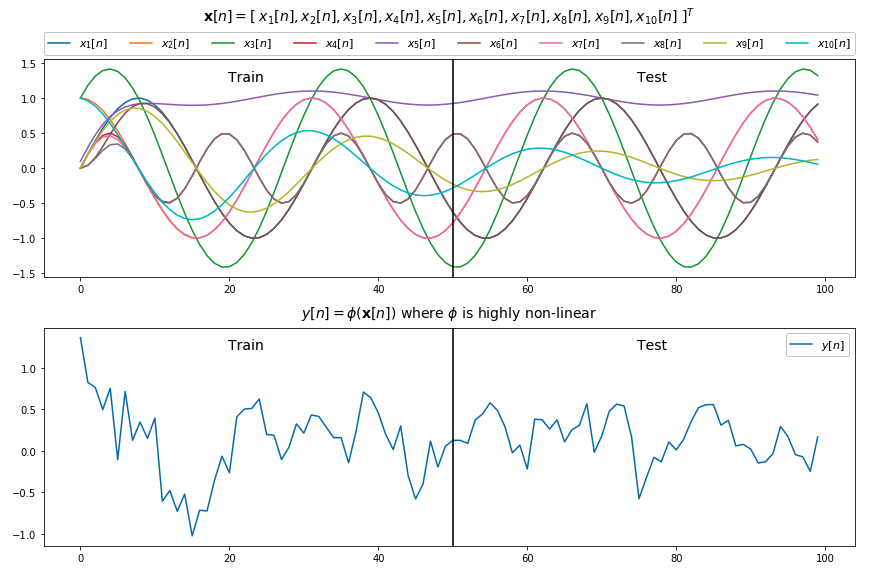 x[n] = [ x₁[n], x₂[n], x₃[n], x₄[n], x₅[n], x₆[n], x₇[n], x₈[n], x₉[n], x₁₀[n] ]ᵀ
x₁[n] x₂[n] x₃[n] x₄[n] x₅[n] x₆[n] x₇[n] x₈[n] x₉[n] x₁₀[n]
Train Test
1.5
1.0
0.5
0.0
−0.5
−1.0
−1.5
0 20 40 60 80 100
y[n] = ϕ(x[n]) where ϕ is highly non-linear
Train Test y[n]
1.0
0.5
0.0
−0.5
−1.0
0 20 40 60 80 100